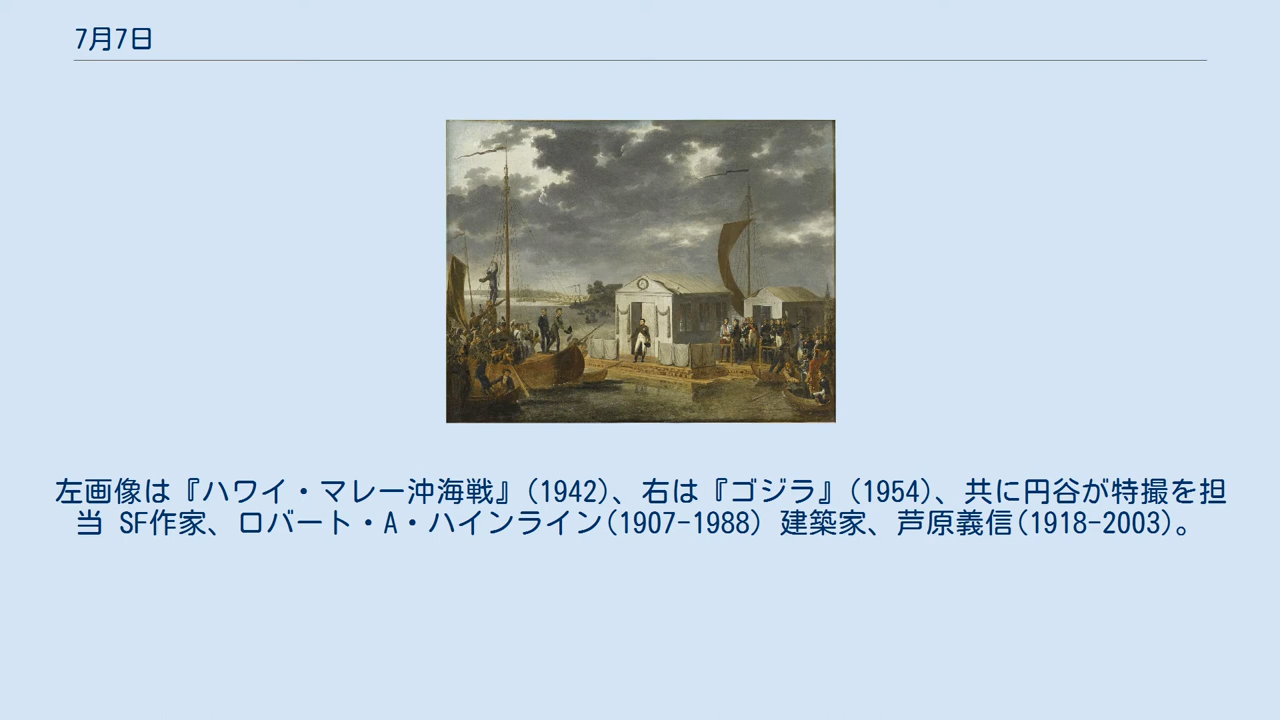 7月7日
左画像は『ハワイ・マレー沖海戦』(1942)、右は『ゴジラ』(1954)、共に円谷が特撮を担
当 SF作家、ロバート・A・ハインライン(1907-1988) 建築家、芦原義信(1918-2003)。